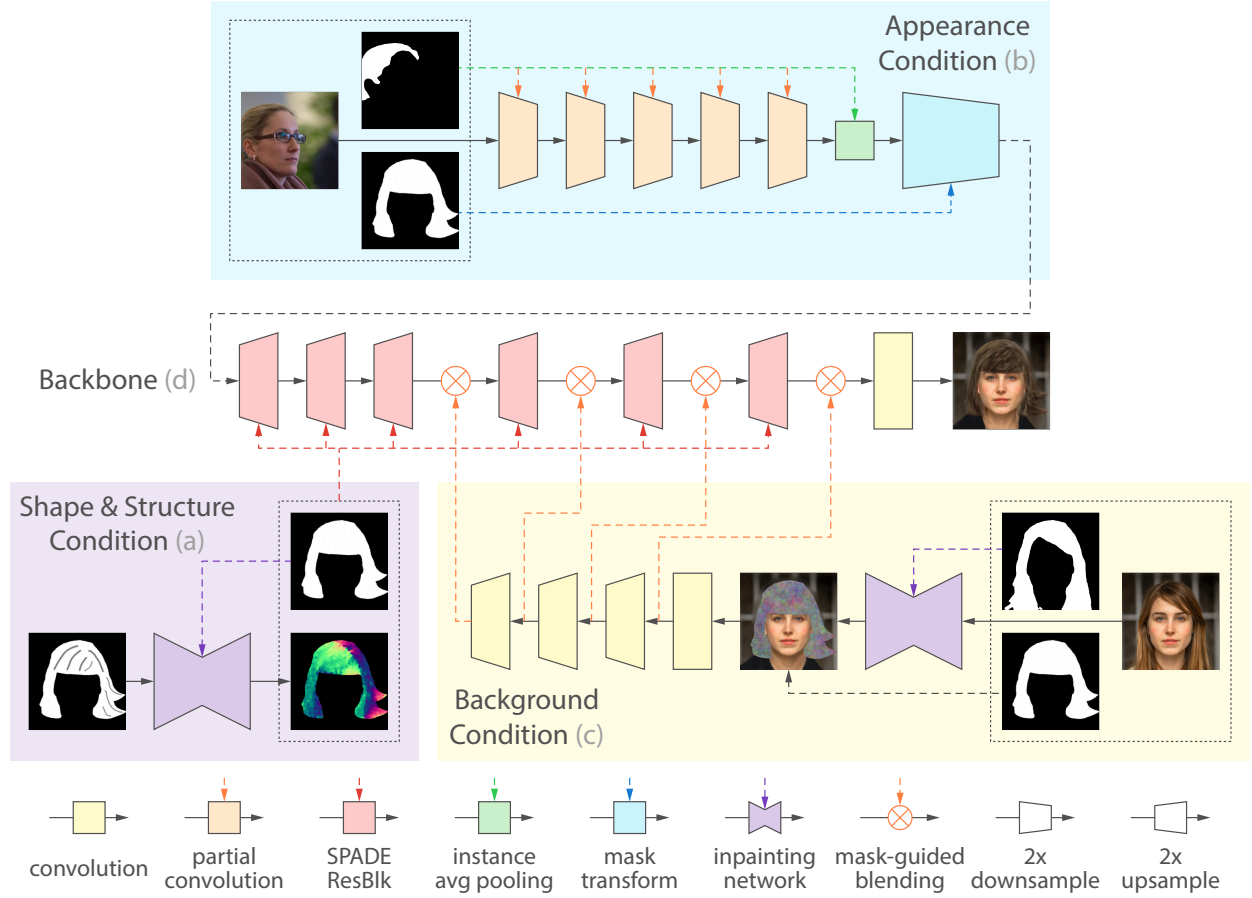 Appearance
Condition (b)
Backbone (d)
Shape & Structure
Condition (a)
Background
Condition (c)
convolution
partial
convolution
SPADE
ResBlk
instance
avg pooling
mask
transform
inpainting
network
mask-guided
blending
2x
downsample
2x
upsample